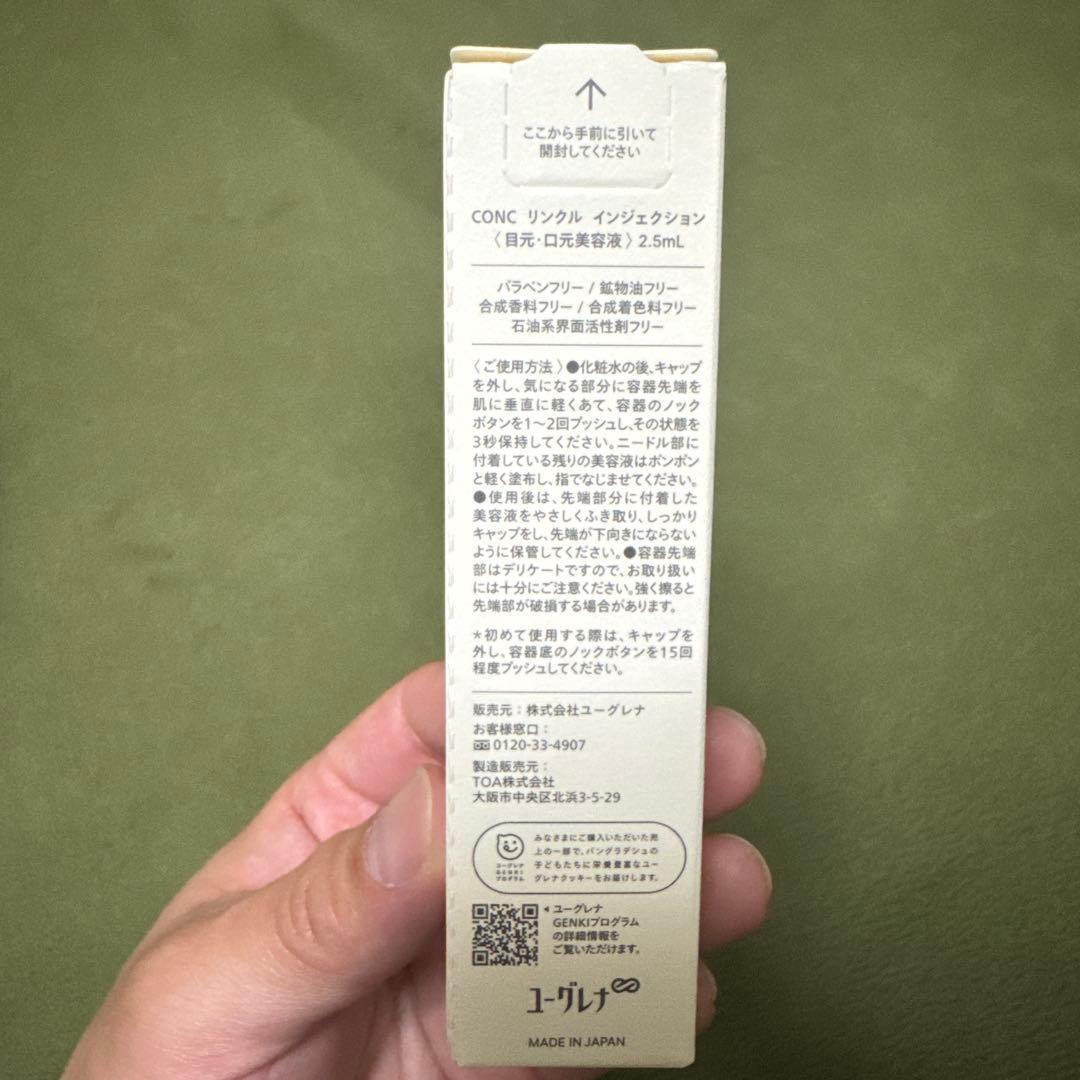 ↑
ここから手前に引いて
開封してください
CONC リンクル インジェクション
〈目元・口元美容液〉2.5mL
パラベンフリー / 鉱物油フリー
合成香料フリー / 合成着色料フリー
石油系界面活性剤フリー
〈ご使用方法〉●化粧水の後、キャップ
を外し、気になる部分に容器先端を
肌に垂直に軽くあて、容器のノック
ボタンを1〜2回プッシュし、その状態を
3秒保持してください。ニードル部に
付着している残りの美容液はポンポン
と軽く塗布し、指でなじませてください。
●使用後は、先端部分に付着した
美容液をやさしくふき取り、しっかり
キャップをし、先端が下向きにならない
ように保管してください。●容器先端
部はデリケートですので、お取り扱い
には十分にご注意ください。強く擦ると
先端部が破損する場合があります。
*初めて使用する際は、キャップを
外し、容器底のノックボタンを15回
程度プッシュしてください。
販売元：株式会社ユーグレナ
お客様窓口：
0120-33-4907
製造販売元：
TOA株式会社
大阪市中央区北浜3-5-29
ユーグレナ
GENKI
プログラム
みなさまにご購入いただいた売
上の一部で、バングラデシュの
子どもたちに栄養豊富なユー
グレナクッキーをお届けします。
◀ユーグレナ
GENKIプログラム
の詳細情報を
ご覧いただけます。
ユーグレナ
MADE IN JAPAN